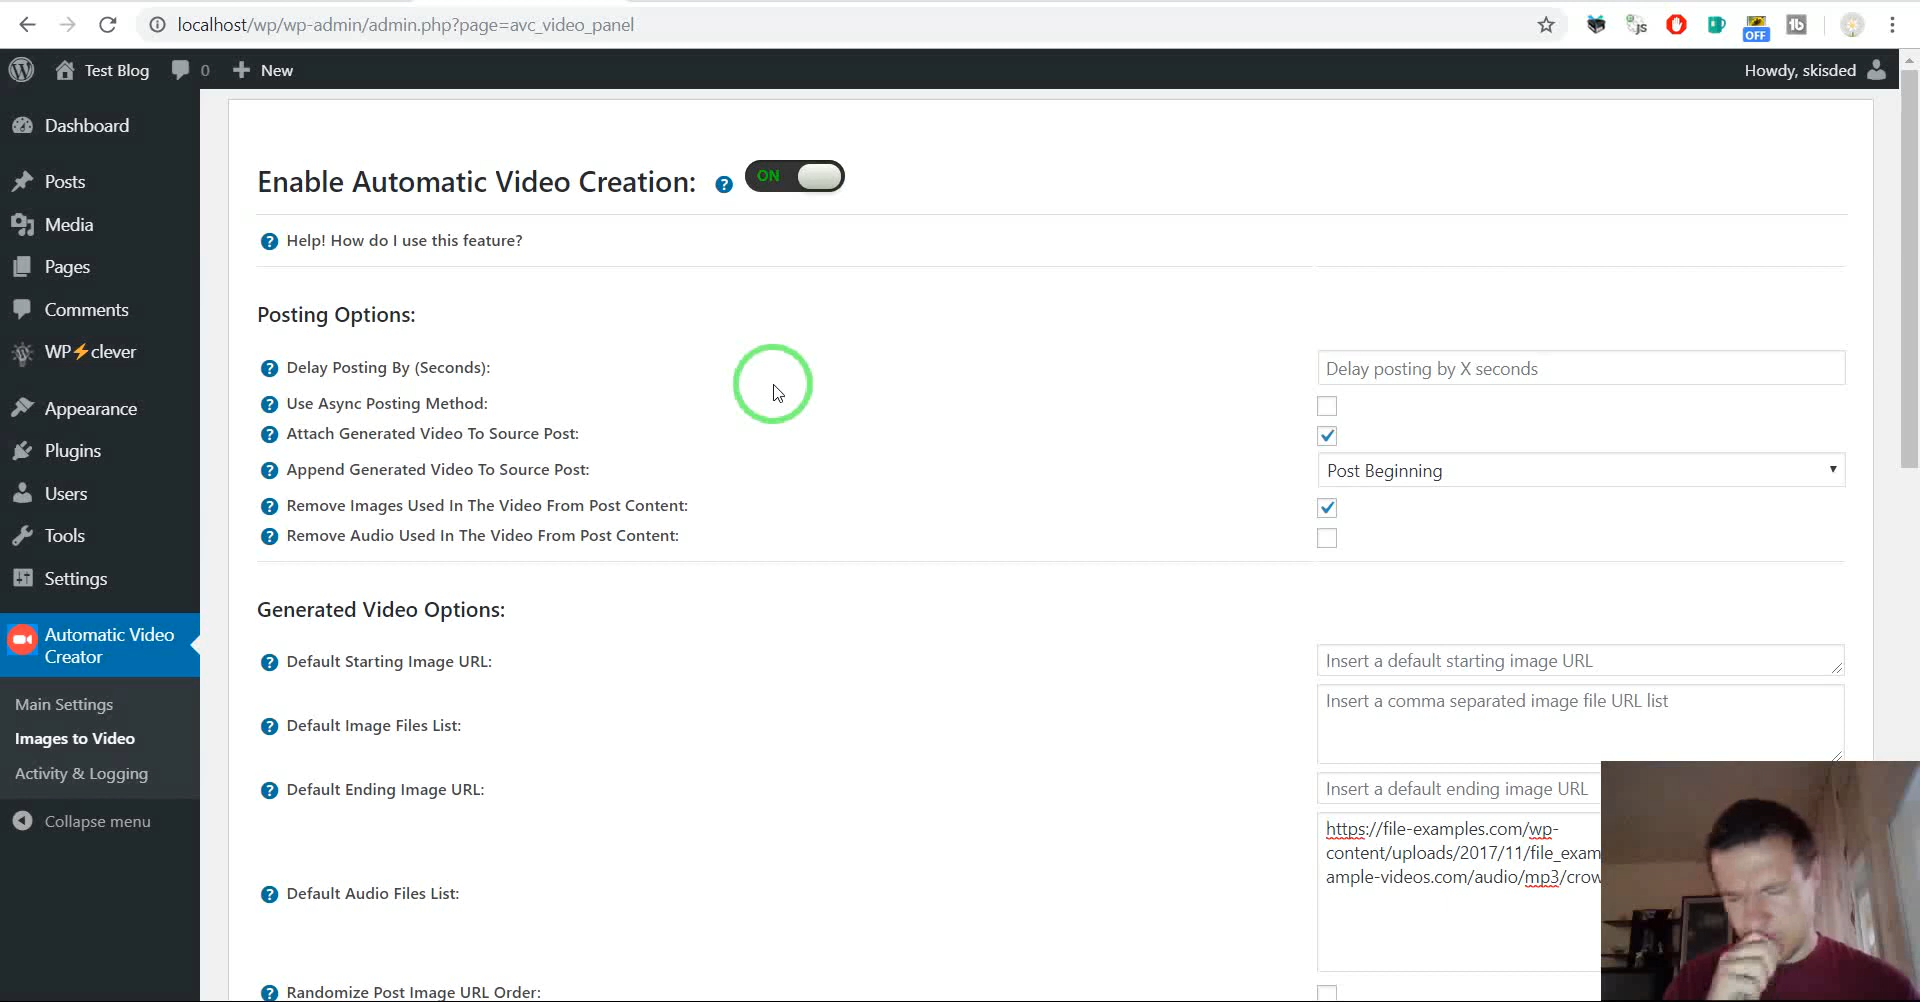 localhost/wp/wp-admin/admin.php?page=avc_video_panel
JS
OFF
Test Blog
0
New
Howdy, skisded
Dashboard
Posts
Media
Pages
Comments
WP⚡clever
Appearance
Plugins
Users
Tools
Settings
Automatic Video
Creator
Main Settings
Images to Video
Activity & Logging
Collapse menu
Enable Automatic Video Creation:
ON
Help! How do I use this feature?
Posting Options:
Delay Posting By (Seconds):
Delay posting by X seconds
Use Async Posting Method:
Attach Generated Video To Source Post:
Append Generated Video To Source Post:
Post Beginning
Remove Images Used In The Video From Post Content:
Remove Audio Used In The Video From Post Content:
Generated Video Options:
Default Starting Image URL:
Insert a default starting image URL
Default Image Files List:
Insert a comma separated image file URL list
Default Ending Image URL:
Insert a default ending image URL
Default Audio Files List:
https://file-examples.com/wp-
content/uploads/2017/11/file_exam
ample-videos.com/audio/mp3/crow
Randomize Post Image URL Order: